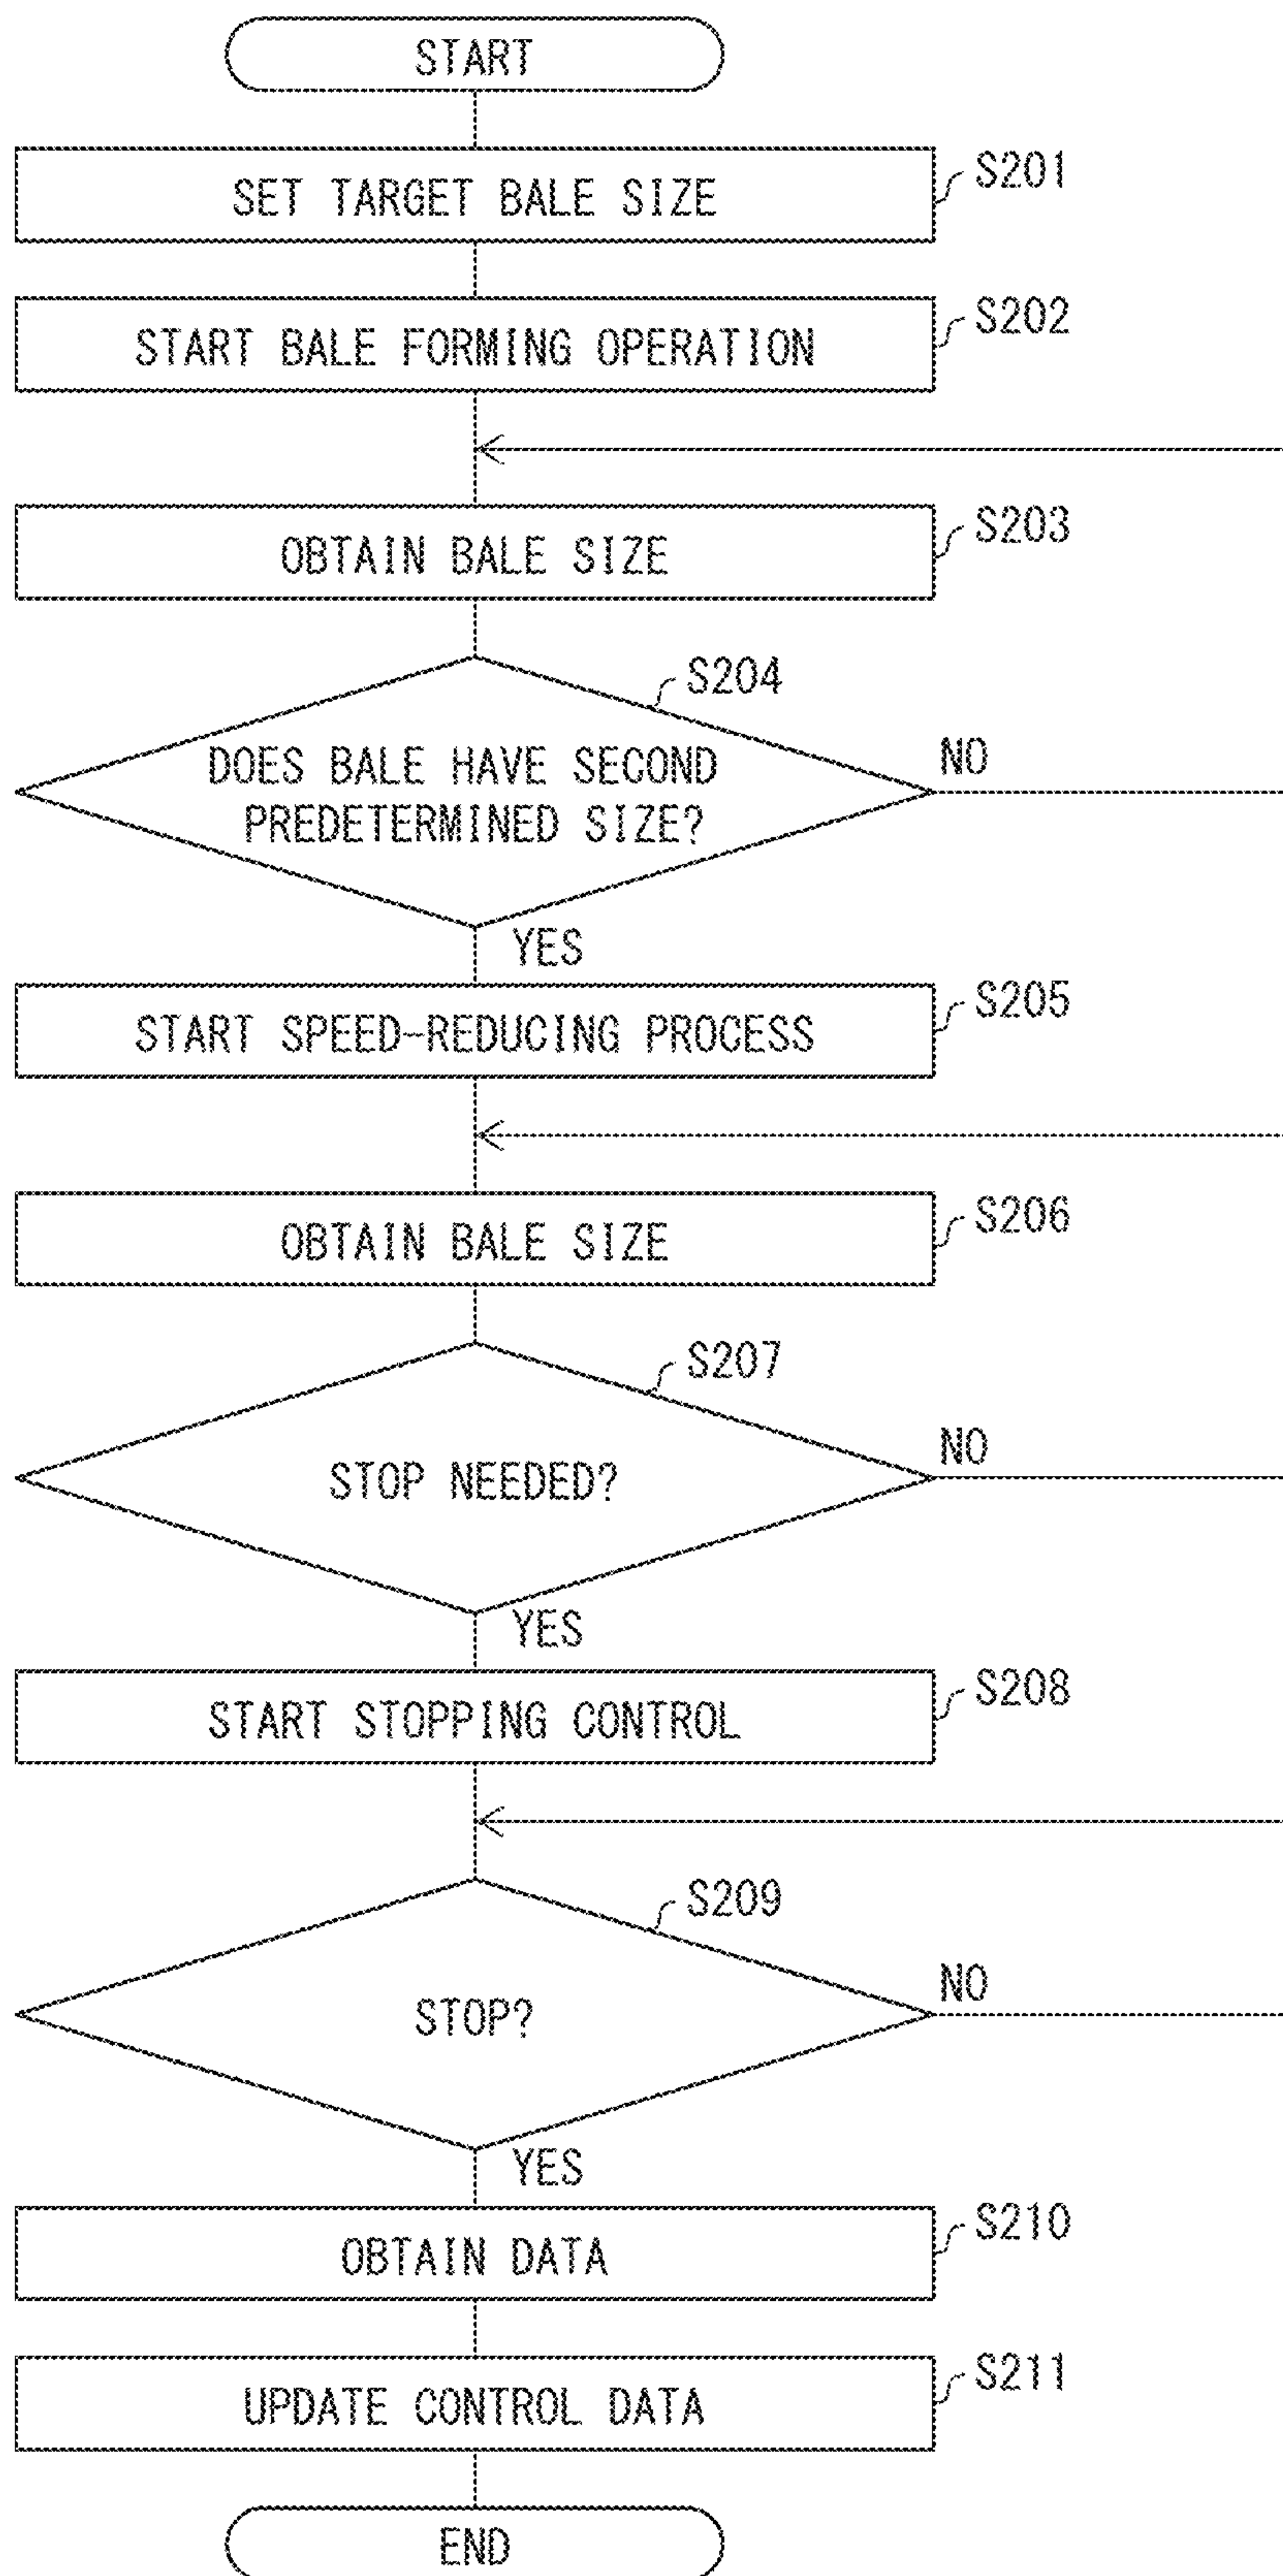 START
SET TARGET BALE SIZE
S201
START BALE FORMING OPERATION
S202
OBTAIN BALE SIZE
S203
S204
DOES BALE HAVE SECOND
PREDETERMINED SIZE?
NO
YES
START SPEED-REDUCING PROCESS
S205
OBTAIN BALE SIZE
S206
S207
STOP NEEDED?
NO
YES
START STOPPING CONTROL
S208
S209
STOP?
NO
YES
OBTAIN DATA
S210
UPDATE CONTROL DATA
S211
END